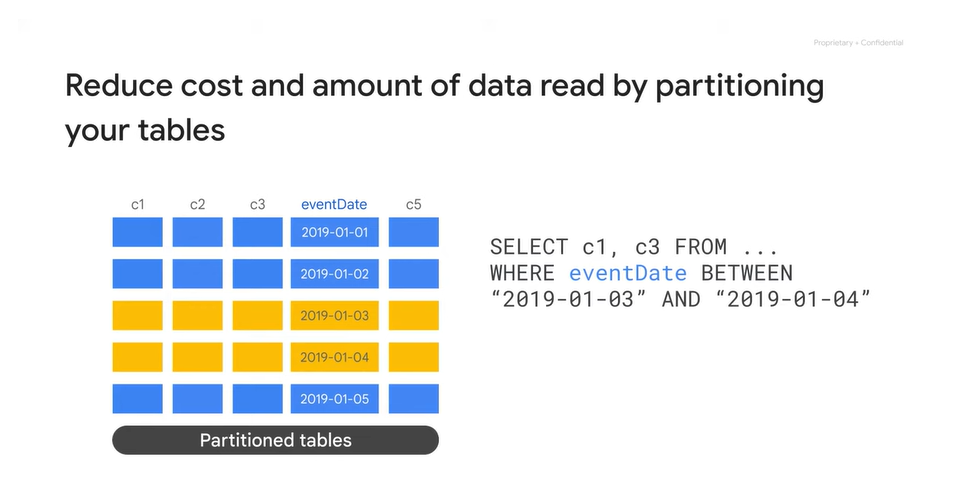 Proprietary + Confidential
Reduce cost and amount of data read by partitioning
your tables
c1 c2 c3 eventDate c5
2019-01-01
2019-01-02
2019-01-03
2019-01-04
2019-01-05
Partitioned tables
SELECT c1, c3 FROM ...
WHERE eventDate BETWEEN
“2019-01-03” AND “2019-01-04”